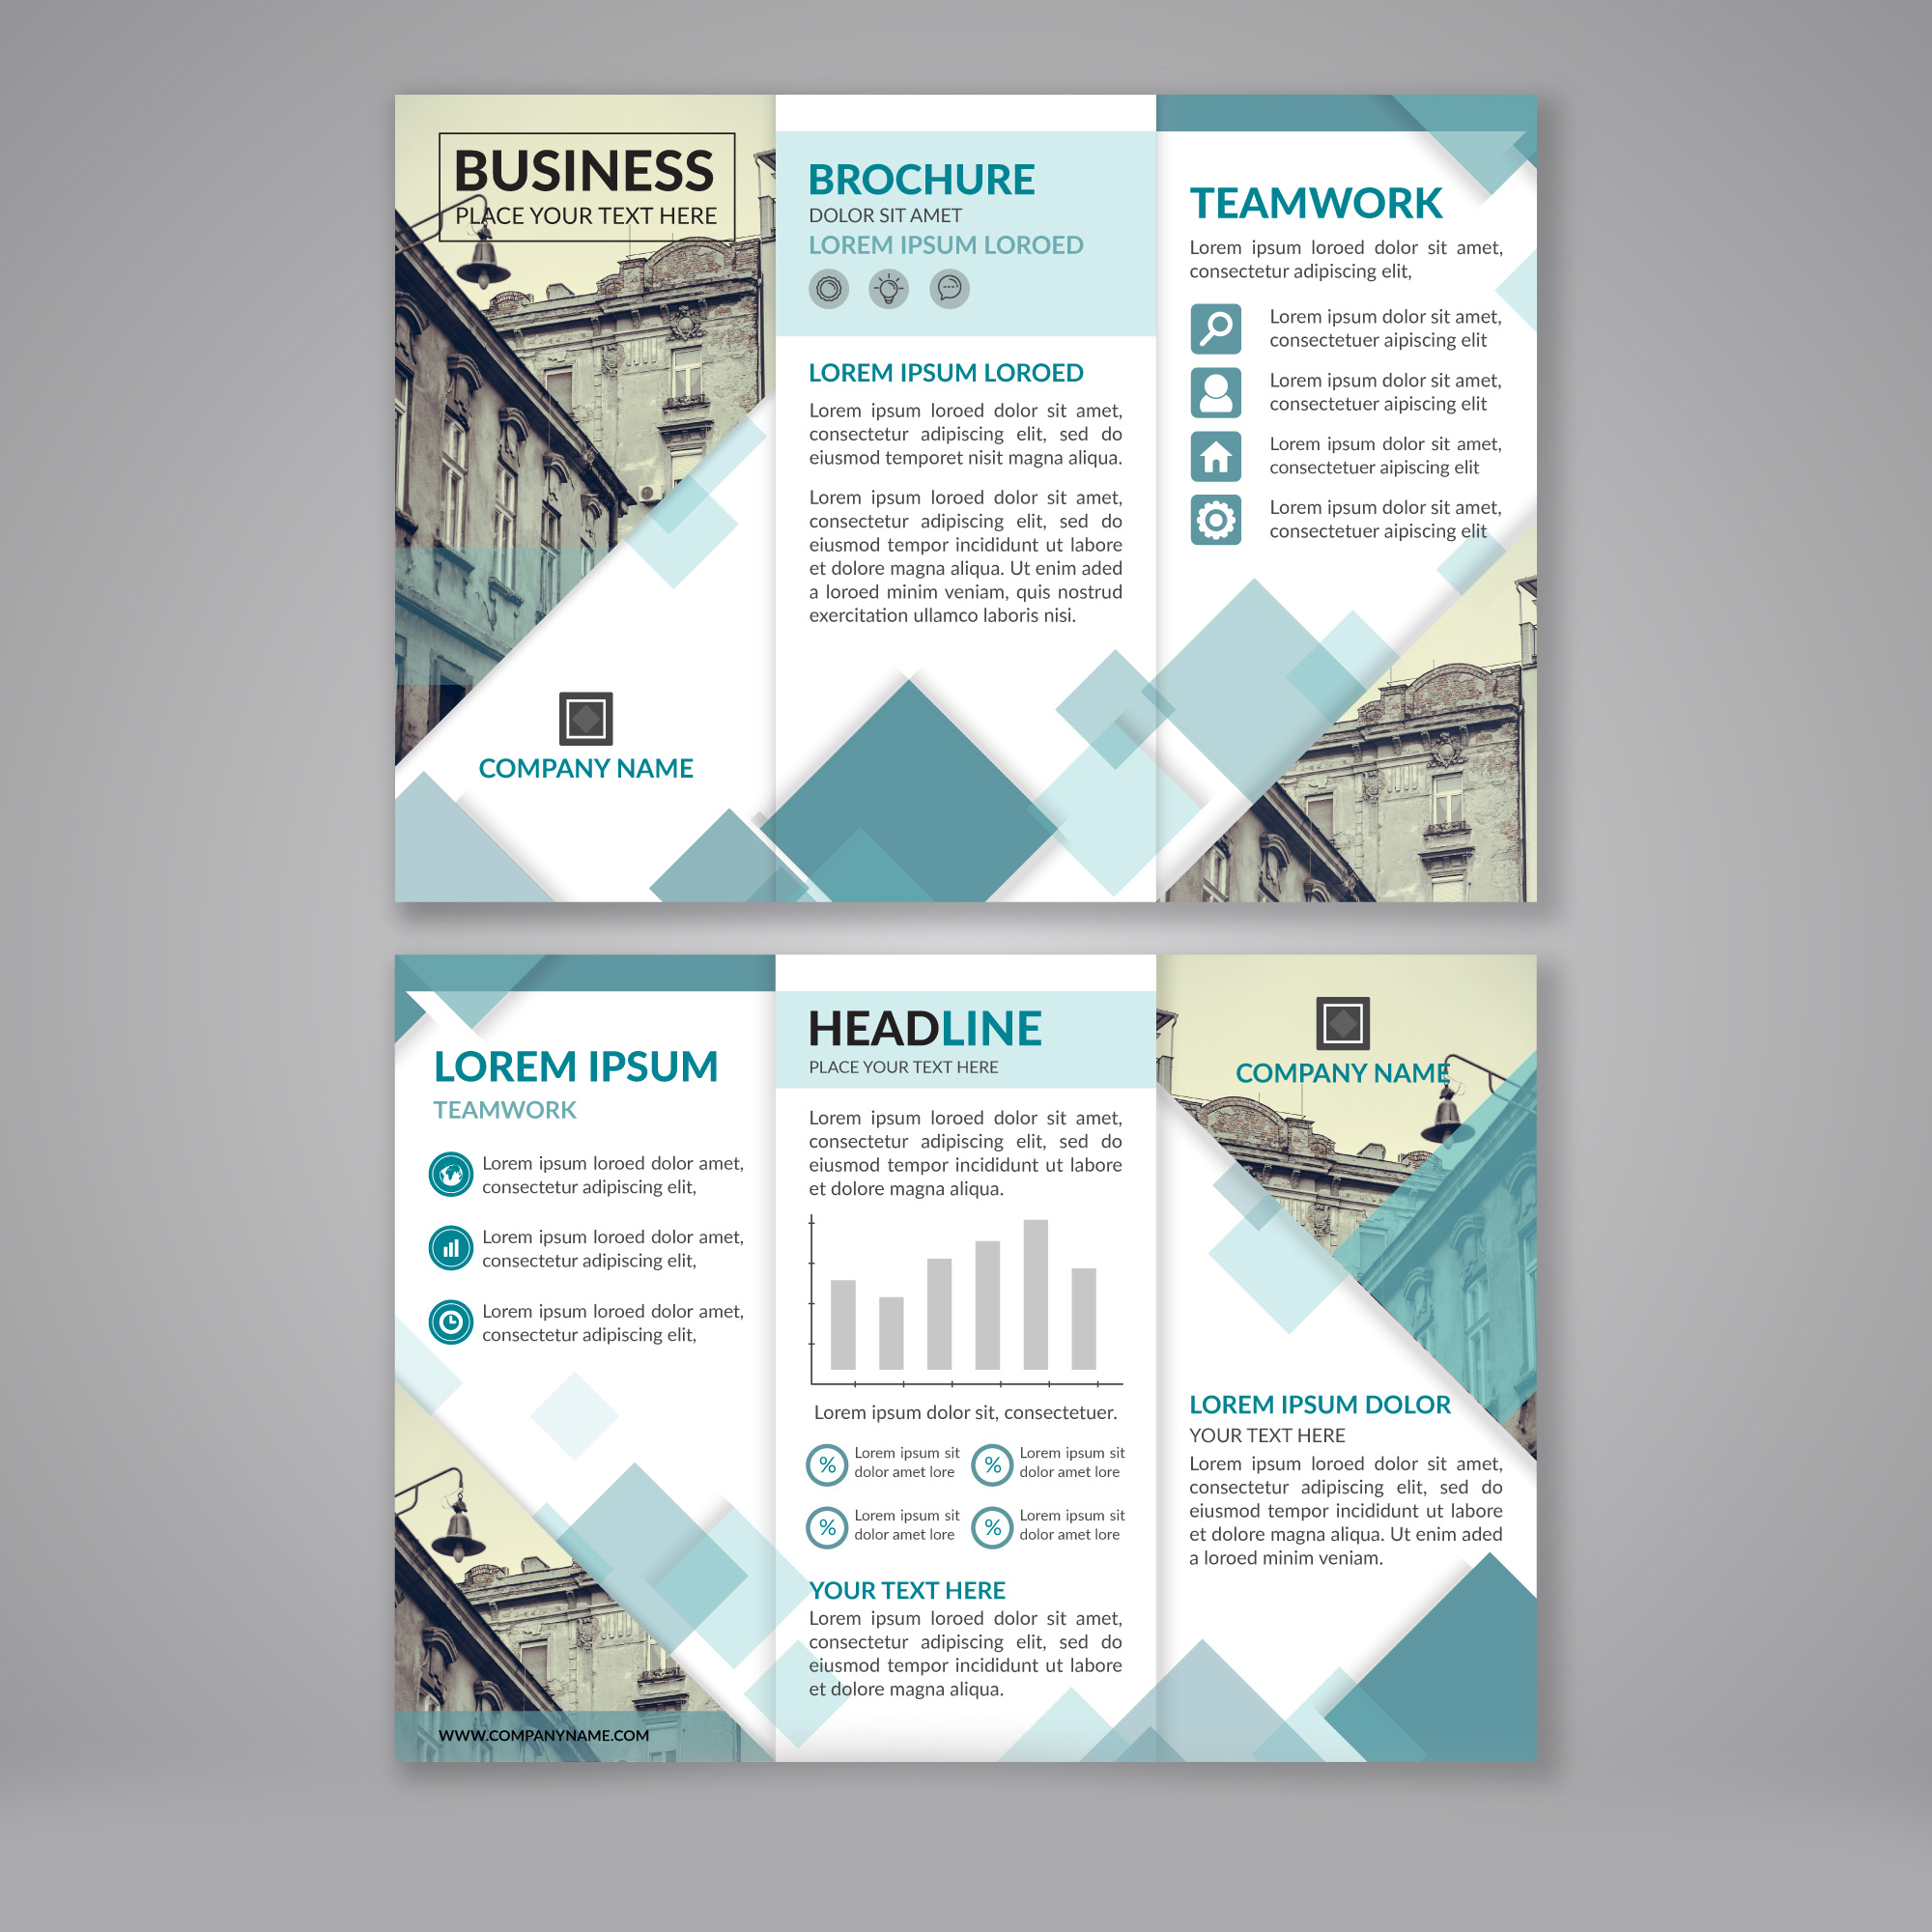 BUSINESS
PLACE YOUR TEXT HERE
COMPANY NAME
BROCHURE
DOLOR SIT AMET
LOREM IPSUM LOROED
LOREM IPSUM LOROED
Lorem ipsum loroed dolor sit amet,
consectetur adipiscing elit, sed do
eiusmod temporet nisit magna aliqua.
Lorem ipsum loroed dolor sit amet,
consectetur adipiscing elit, sed do
eiusmod tempor incididunt ut labore
et dolore magna aliqua. Ut enim aded
a loroed minim veniam, quis nostrud
exercitation ullamco laboris nisi.
TEAMWORK
Lorem ipsum loroed dolor sit amet,
consectetur adipiscing elit,
Lorem ipsum dolor sit amet,
consectetuer aipiscing elit
Lorem ipsum dolor sit amet,
consectetuer aipiscing elit
Lorem ipsum dolor sit amet,
consectetuer aipiscing elit
Lorem ipsum dolor sit amet,
consectetuer aipiscing elit
LOREM IPSUM
TEAMWORK
Lorem ipsum loroed dolor amet,
consectetur adipiscing elit,
Lorem ipsum loroed dolor amet,
consectetur adipiscing elit,
Lorem ipsum loroed dolor amet,
consectetur adipiscing elit,
WWW.COMPANYNAME.COM
HEADLINE
PLACE YOUR TEXT HERE
Lorem ipsum loroed dolor sit amet,
consectetur adipiscing elit, sed do
eiusmod tempor incididunt ut labore
et dolore magna aliqua.
Lorem ipsum dolor sit, consectetuer.
% Lorem ipsum sit
dolor amet lore
% Lorem ipsum sit
dolor amet lore
% Lorem ipsum sit
dolor amet lore
% Lorem ipsum sit
dolor amet lore
YOUR TEXT HERE
Lorem ipsum loroed dolor sit amet,
consectetur adipiscing elit, sed do
eiusmod tempor incididunt ut labore
et dolore magna aliqua.
COMPANY NAME
LOREM IPSUM DOLOR
YOUR TEXT HERE
Lorem ipsum loroed dolor sit amet,
consectetur adipiscing elit, sed do
eiusmod tempor incididunt ut labore
et dolore magna aliqua. Ut enim aded
a loroed minim veniam.